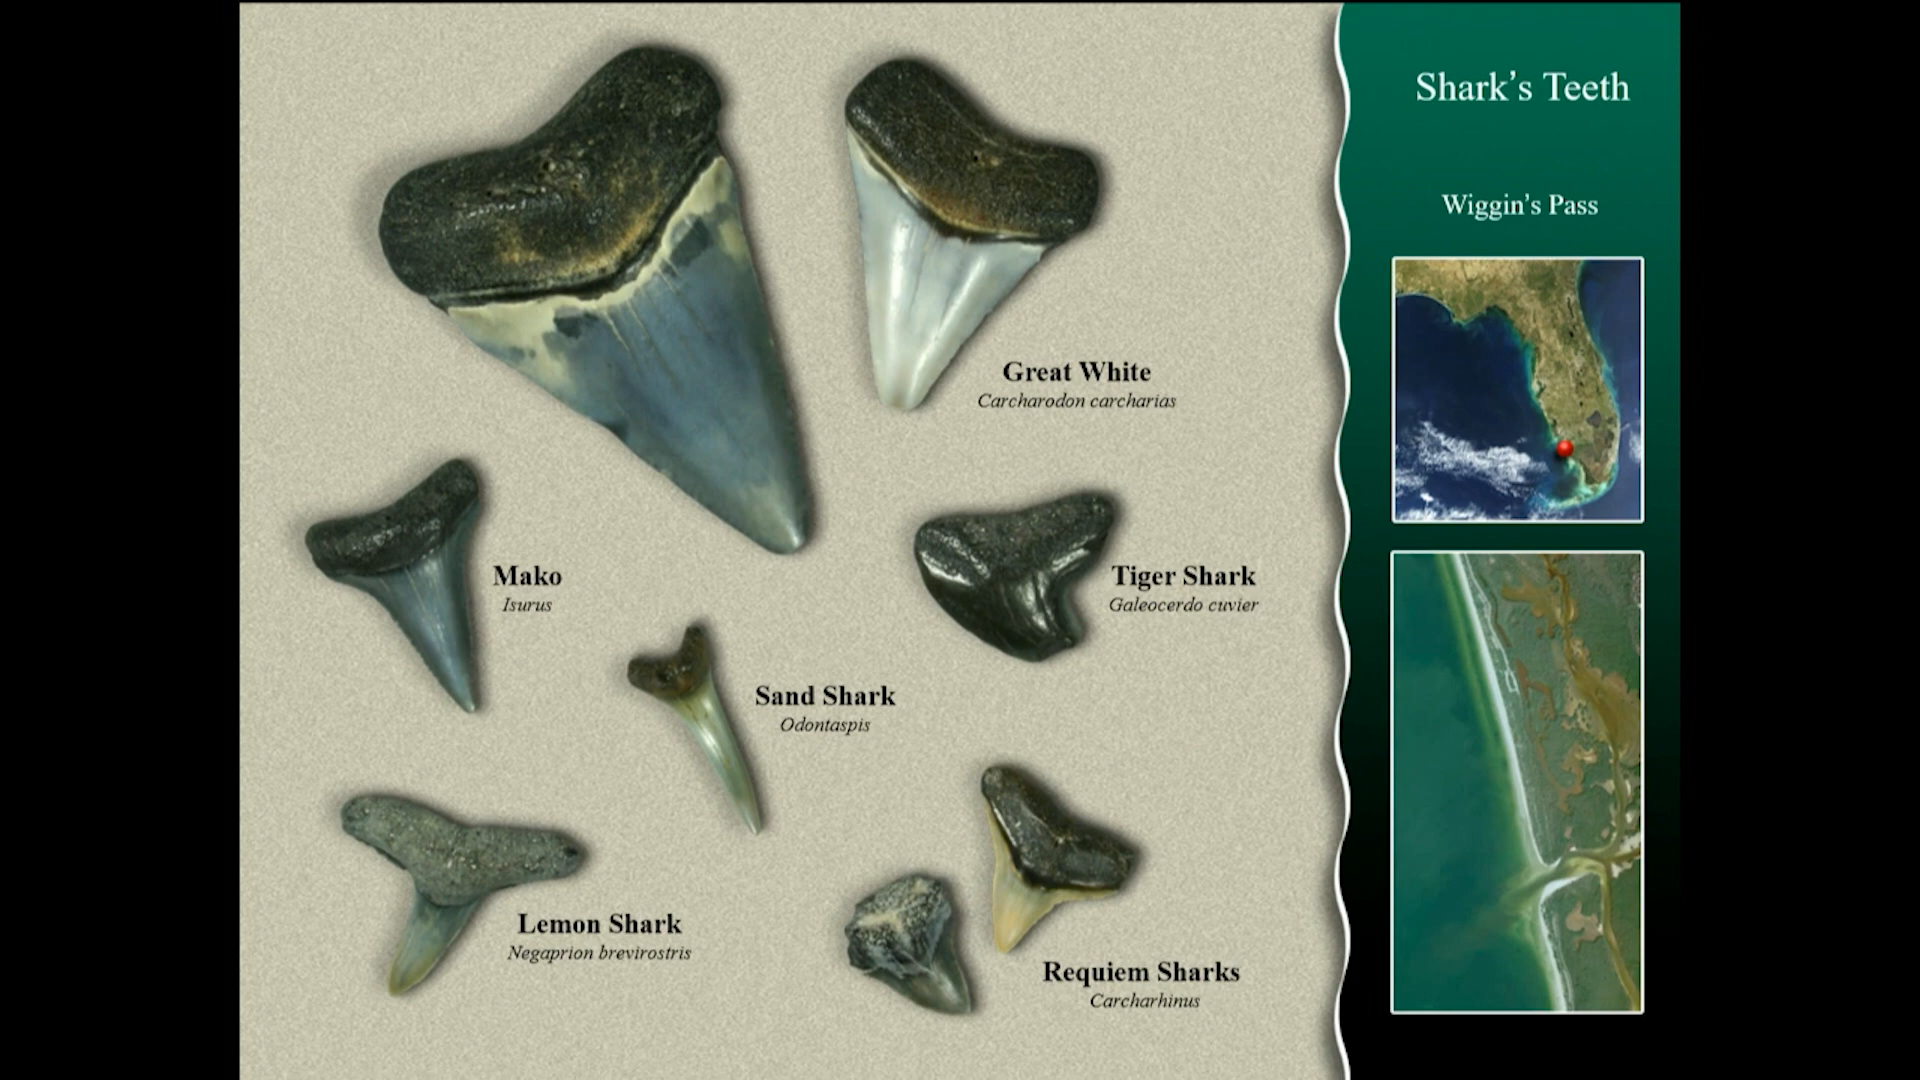 Shark's Teeth
Wiggin's Pass
Great White
Carcharodon carcharias
Mako
Isurus
Tiger Shark
Galeocerdo cuvier
Sand Shark
Odontaspis
Lemon Shark
Negaprion brevirostris
Requiem Sharks
Carcharhinus